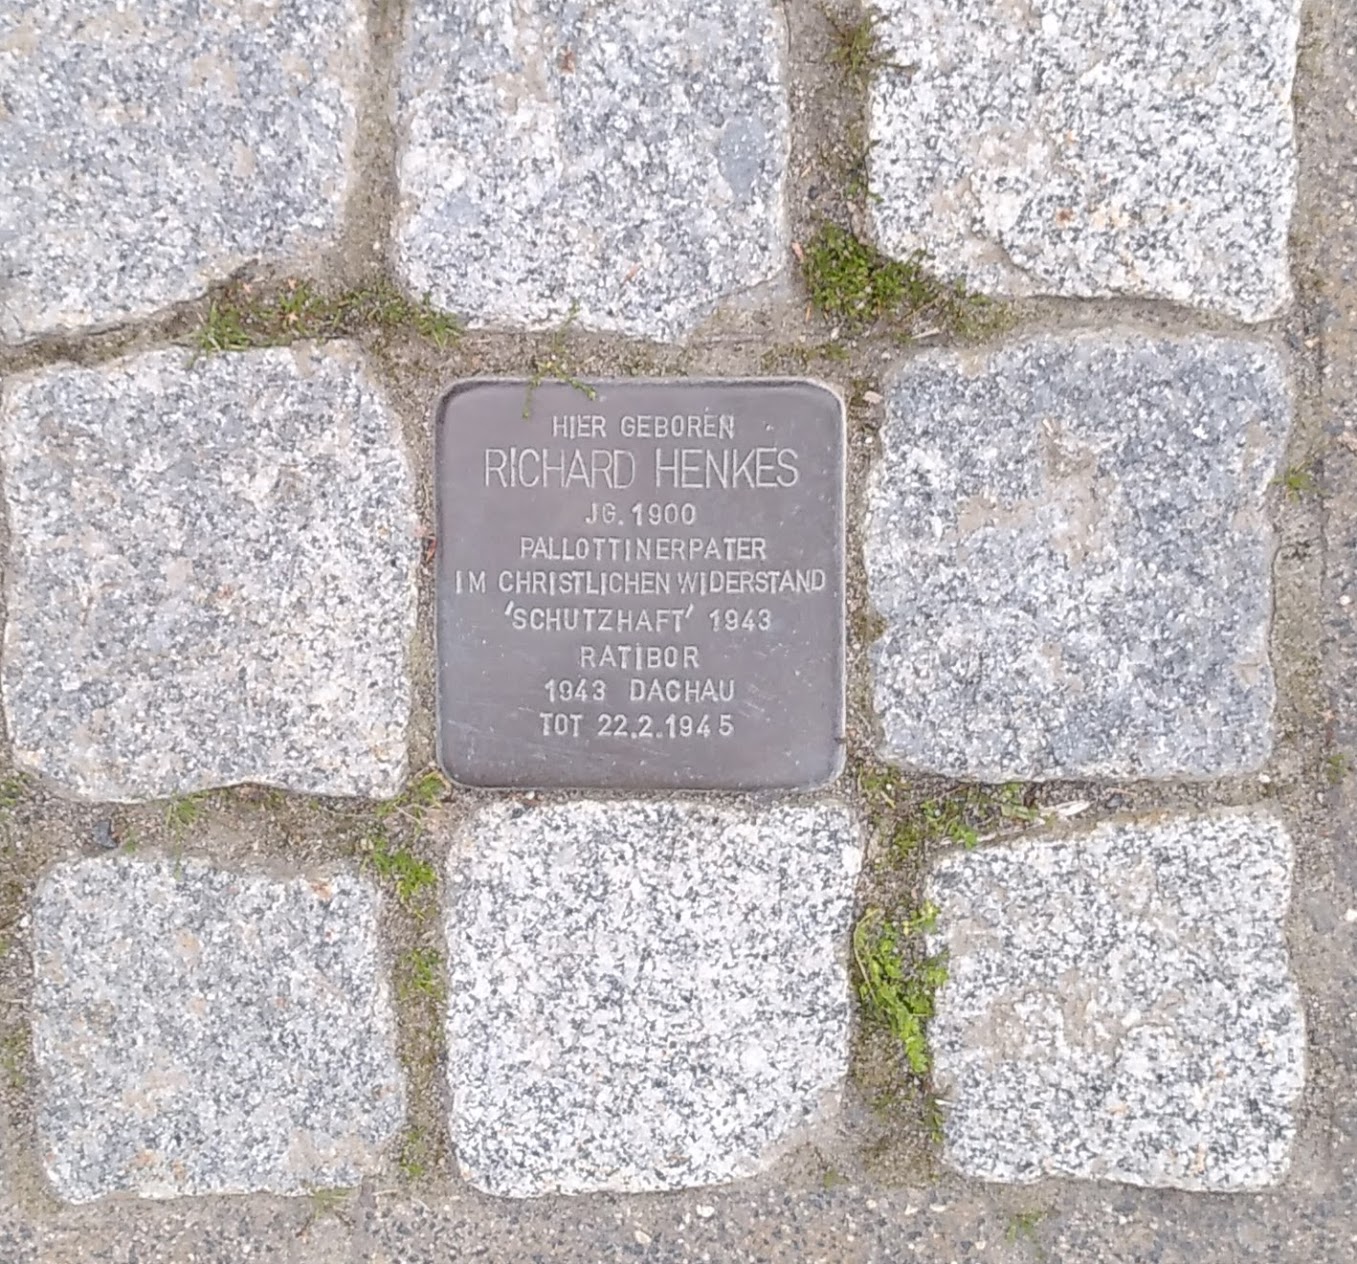 HIER GEBOREN
RICHARD HENKES
JG. 1900
PALLOTTINERPATER
IM CHRISTLICHEN WIDERSTAND
'SCHUTZHAFT' 1943
RATIBOR
1943 DACHAU
TOT 22.2.1945